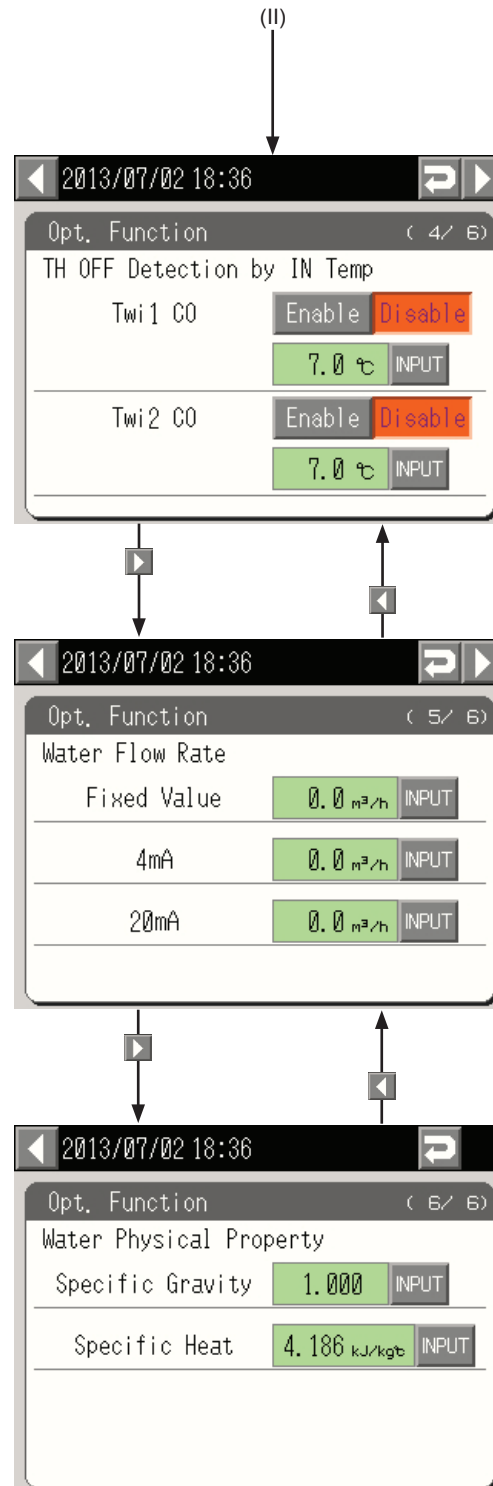 (II)
2013/07/02 18:36
Opt. Function ( 4/ 6)
TH OFF Detection by IN Temp
Twi1 CO Enable Disable
7.0 ℃ INPUT
Twi2 CO Enable Disable
7.0 ℃ INPUT
2013/07/02 18:36
Opt. Function ( 5/ 6)
Water Flow Rate
Fixed Value 0.0 m³/h INPUT
4mA 0.0 m³/h INPUT
20mA 0.0 m³/h INPUT
2013/07/02 18:36
Opt. Function ( 6/ 6)
Water Physical Property
Specific Gravity 1.000 INPUT
Specific Heat 4.186 kJ/kg℃ INPUT